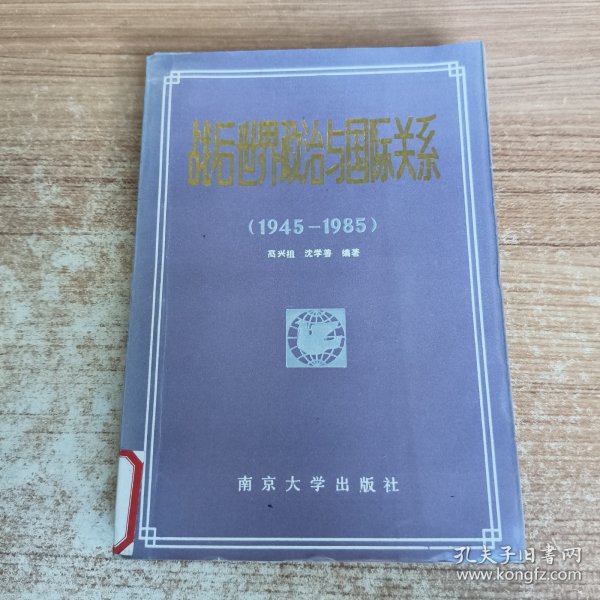 战后世界政治与国际关系
(1945-1985)
高兴祖 沈学善 编著
南京大学出版社
孔夫子旧书网
www.kongfz.com